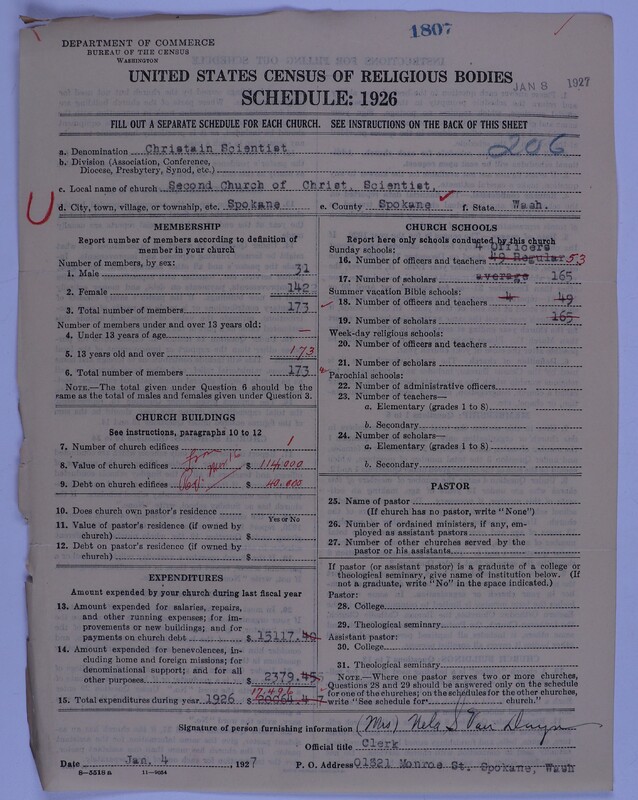 1807
DEPARTMENT OF COMMERCE
BUREAU OF THE CENSUS
WASHINGTON
UNITED STATES CENSUS OF RELIGIOUS BODIES
JAN 8 1927
SCHEDULE: 1926
FILL OUT A SEPARATE SCHEDULE FOR EACH CHURCH. SEE INSTRUCTIONS ON THE BACK OF THIS SHEET
206
a. Denomination Christain Scientist
b. Division (Association, Conference,
Diocese, Presbytery, Synod, etc.)
c. Local name of church Second Church of Christ, Scientist,
d. City, town, village, or township, etc. Spokane e. County Spokane f. State Wash.
MEMBERSHIP
Report number of members according to definition of
member in your church
Number of members, by sex:
1. Male 31
2. Female 142
3. Total number of members 173
Number of members under and over 13 years old:
4. Under 13 years of age —
5. 13 years old and over 173
6. Total number of members 173
NOTE.—The total given under Question 6 should be
same as the total of males and females given under Question 3.
CHURCH BUILDINGS
See instructions, paragraphs 10 to 12
7. Number of church edifices 1
8. Value of church edifices $ 114,000
9. Debt on church edifices $ 40,000
from
10. Does church own pastor's residence
Yes or No
11. Value of pastor's residence (if owned by
church) $
12. Debt on pastor's residence (if owned by
church) $
EXPENDITURES
Amount expended by your church during last fiscal year
13. Amount expended for salaries, repairs,
and other running expenses; for im-
provements or new buildings; and for
payments on church debt $ 15117.40
14. Amount expended for benevolences, in-
cluding home and foreign missions; for
denominational support; and for all
other purposes $ 2379.45
17,496
15. Total expenditures during year 1926 $
CHURCH SCHOOLS
Report here only schools conducted by this church
Sunday schools: 4 Officers
16. Number of officers and teachers 49 Regular 53
17. Number of scholars average 165
Summer vacation Bible schools:
18. Number of officers and teachers 4 49
19. Number of scholars 165
Week-day religious schools:
20. Number of officers and teachers
21. Number of scholars
Parochial schools:
22. Number of administrative officers
23. Number of teachers—
a. Elementary (grades 1 to 8)
b. Secondary
24. Number of scholars—
a. Elementary (grades 1 to 8)
b. Secondary
PASTOR
25. Name of pastor
(If church has no pastor, write "None")
26. Number of ordained ministers, if any, em-
ployed as assistant pastors
27. Number of other churches served by the
pastor or his assistants
If pastor (or assistant pastor) is a graduate of a college or
theological seminary, give name of institution below. (If
not a graduate, write "No" in the space indicated.)
Pastor:
28. College
29. Theological seminary
Assistant pastor:
30. College
31. Theological seminary
NOTE.—Where one pastor serves two or more churches,
Questions 28 and 29 should be answered only on the schedule
for one of the churches; on the schedules for the other churches,
write "See schedule for church."
Signature of person furnishing information (Mrs) Nels S. Van
Official title Clerk
Date Jan. 4, 1927 P. O. Address 01521 Monroe St. Spokane, Wash
8—5518 a 11—9054